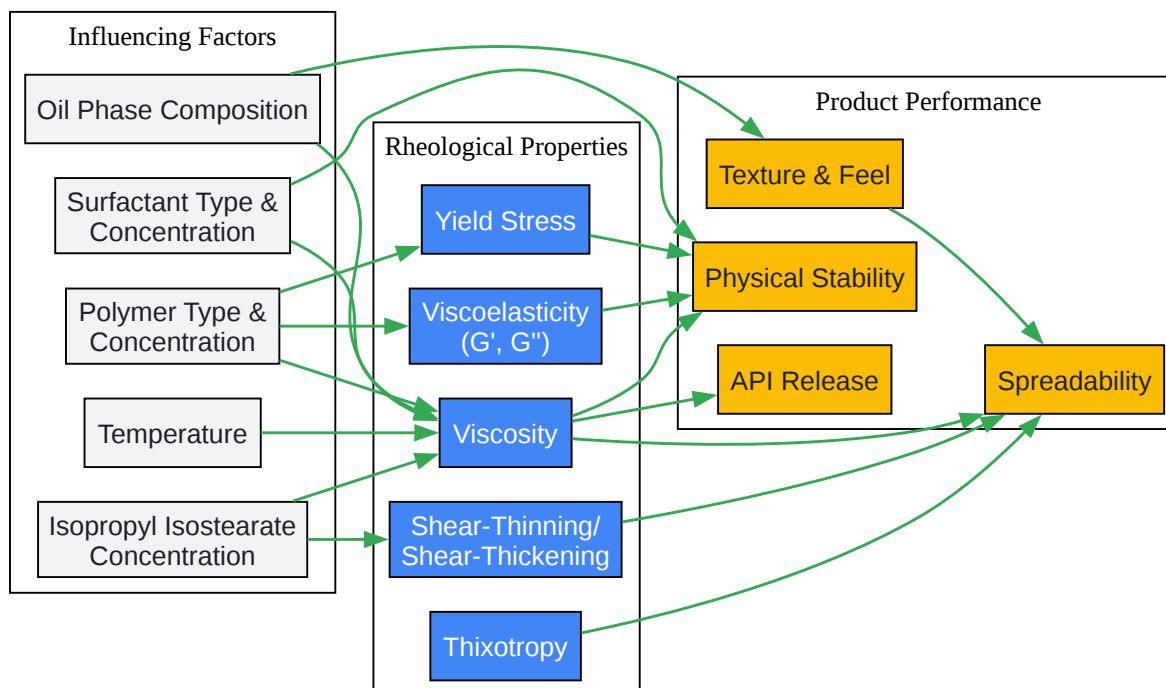 Influencing Factors
Oil Phase Composition
Surfactant Type &
Concentration
Polymer Type &
Concentration
Temperature
Isopropyl Isostearate
Concentration
Rheological Properties
Yield Stress
Viscoelasticity
(G', G'')
Viscosity
Shear-Thinning/
Shear-Thickening
Thixotropy
Product Performance
Texture & Feel
Physical Stability
API Release
Spreadability